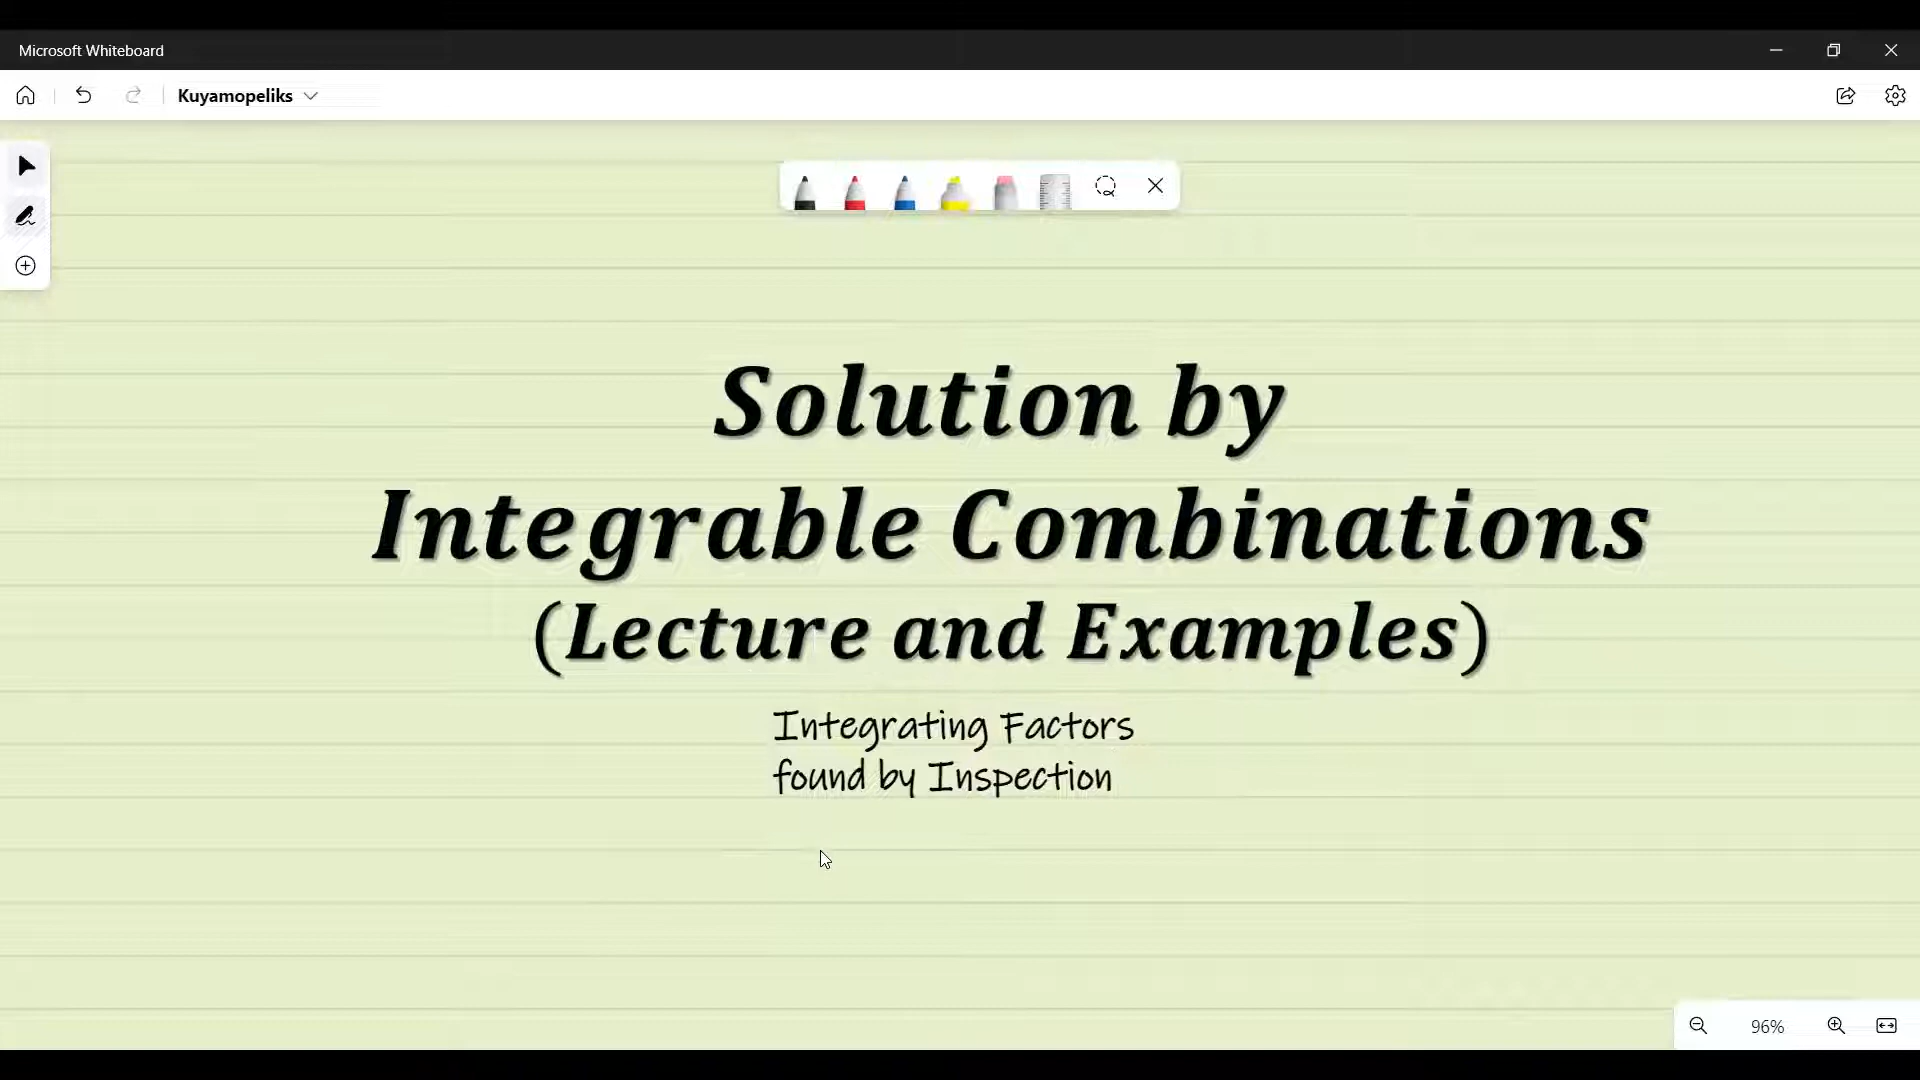 Microsoft Whiteboard
Kuyamopeliks
Solution by
Integrable Combinations
(Lecture and Examples)
Integrating Factors
found by Inspection
96%